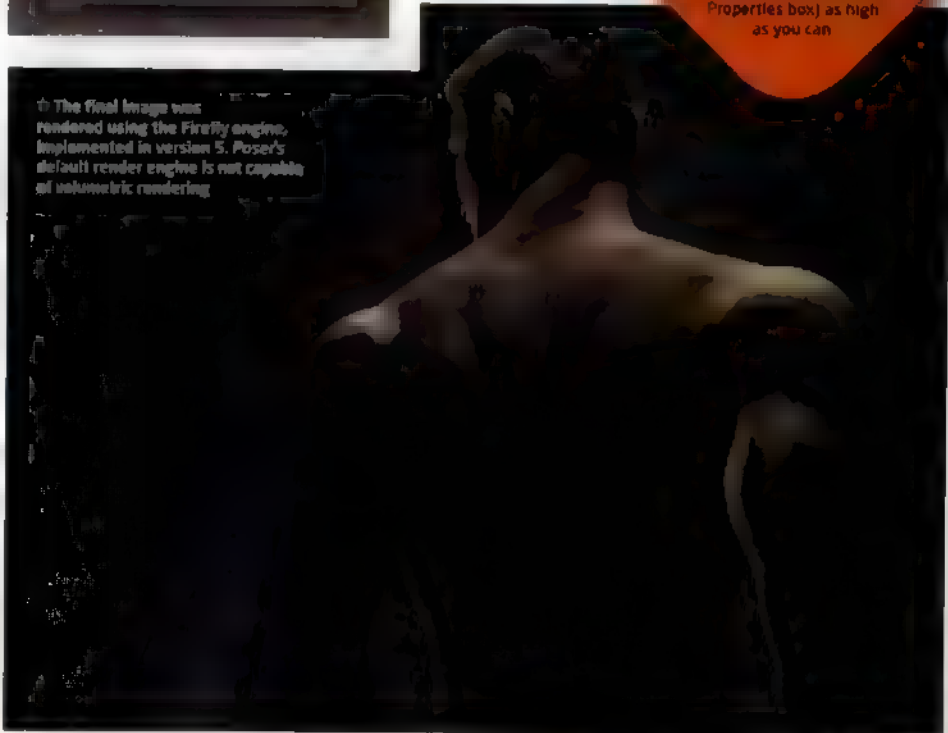 Properties box) as high
as you can
The final image was
rendered using the Firefly engine,
implemented in version 5. Poser's
default render engine is not capable
of volumetric rendering